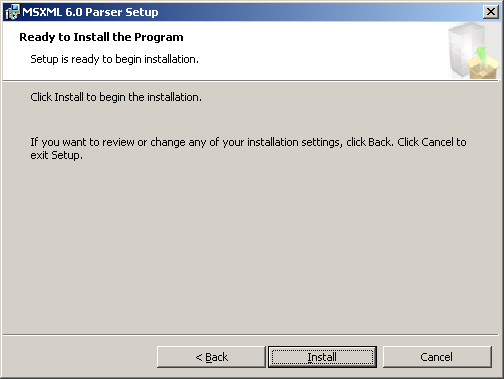 MSXML 6.0 Parser Setup
Ready to Install the Program
Setup is ready to begin installation.
Click Install to begin the installation.
If you want to review or change any of your installation settings, click Back. Click Cancel to
exit Setup.
< Back
Install
Cancel